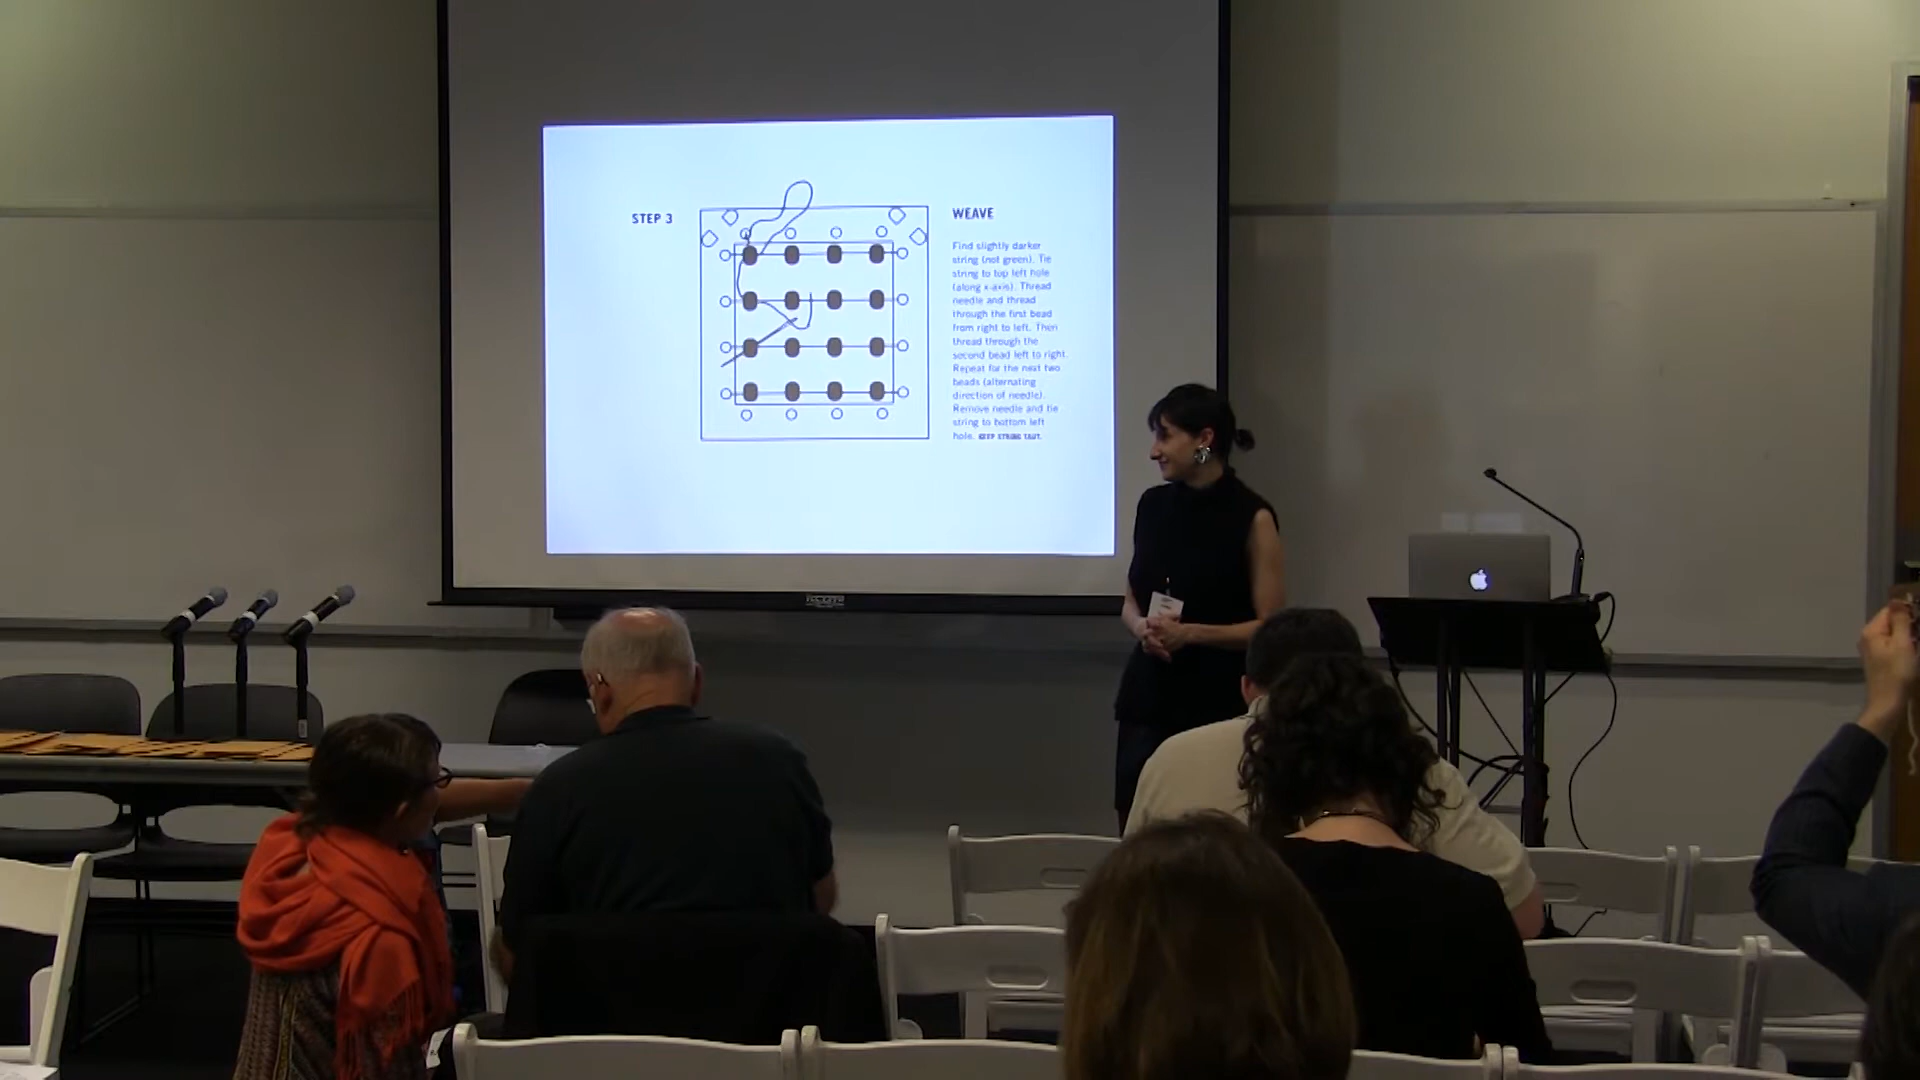 STEP 3
WEAVE
Find slightly darker
string (not green). Tie
string to top left hole
(along x-axis). Thread
needle and thread
through the first bead
from right to left. Then
thread through the
second bead left to right.
Repeat for the next two
beads (alternating
direction of needle).
Remove needle and tie
string to bottom left
hole. KEEP STRING TAUT.